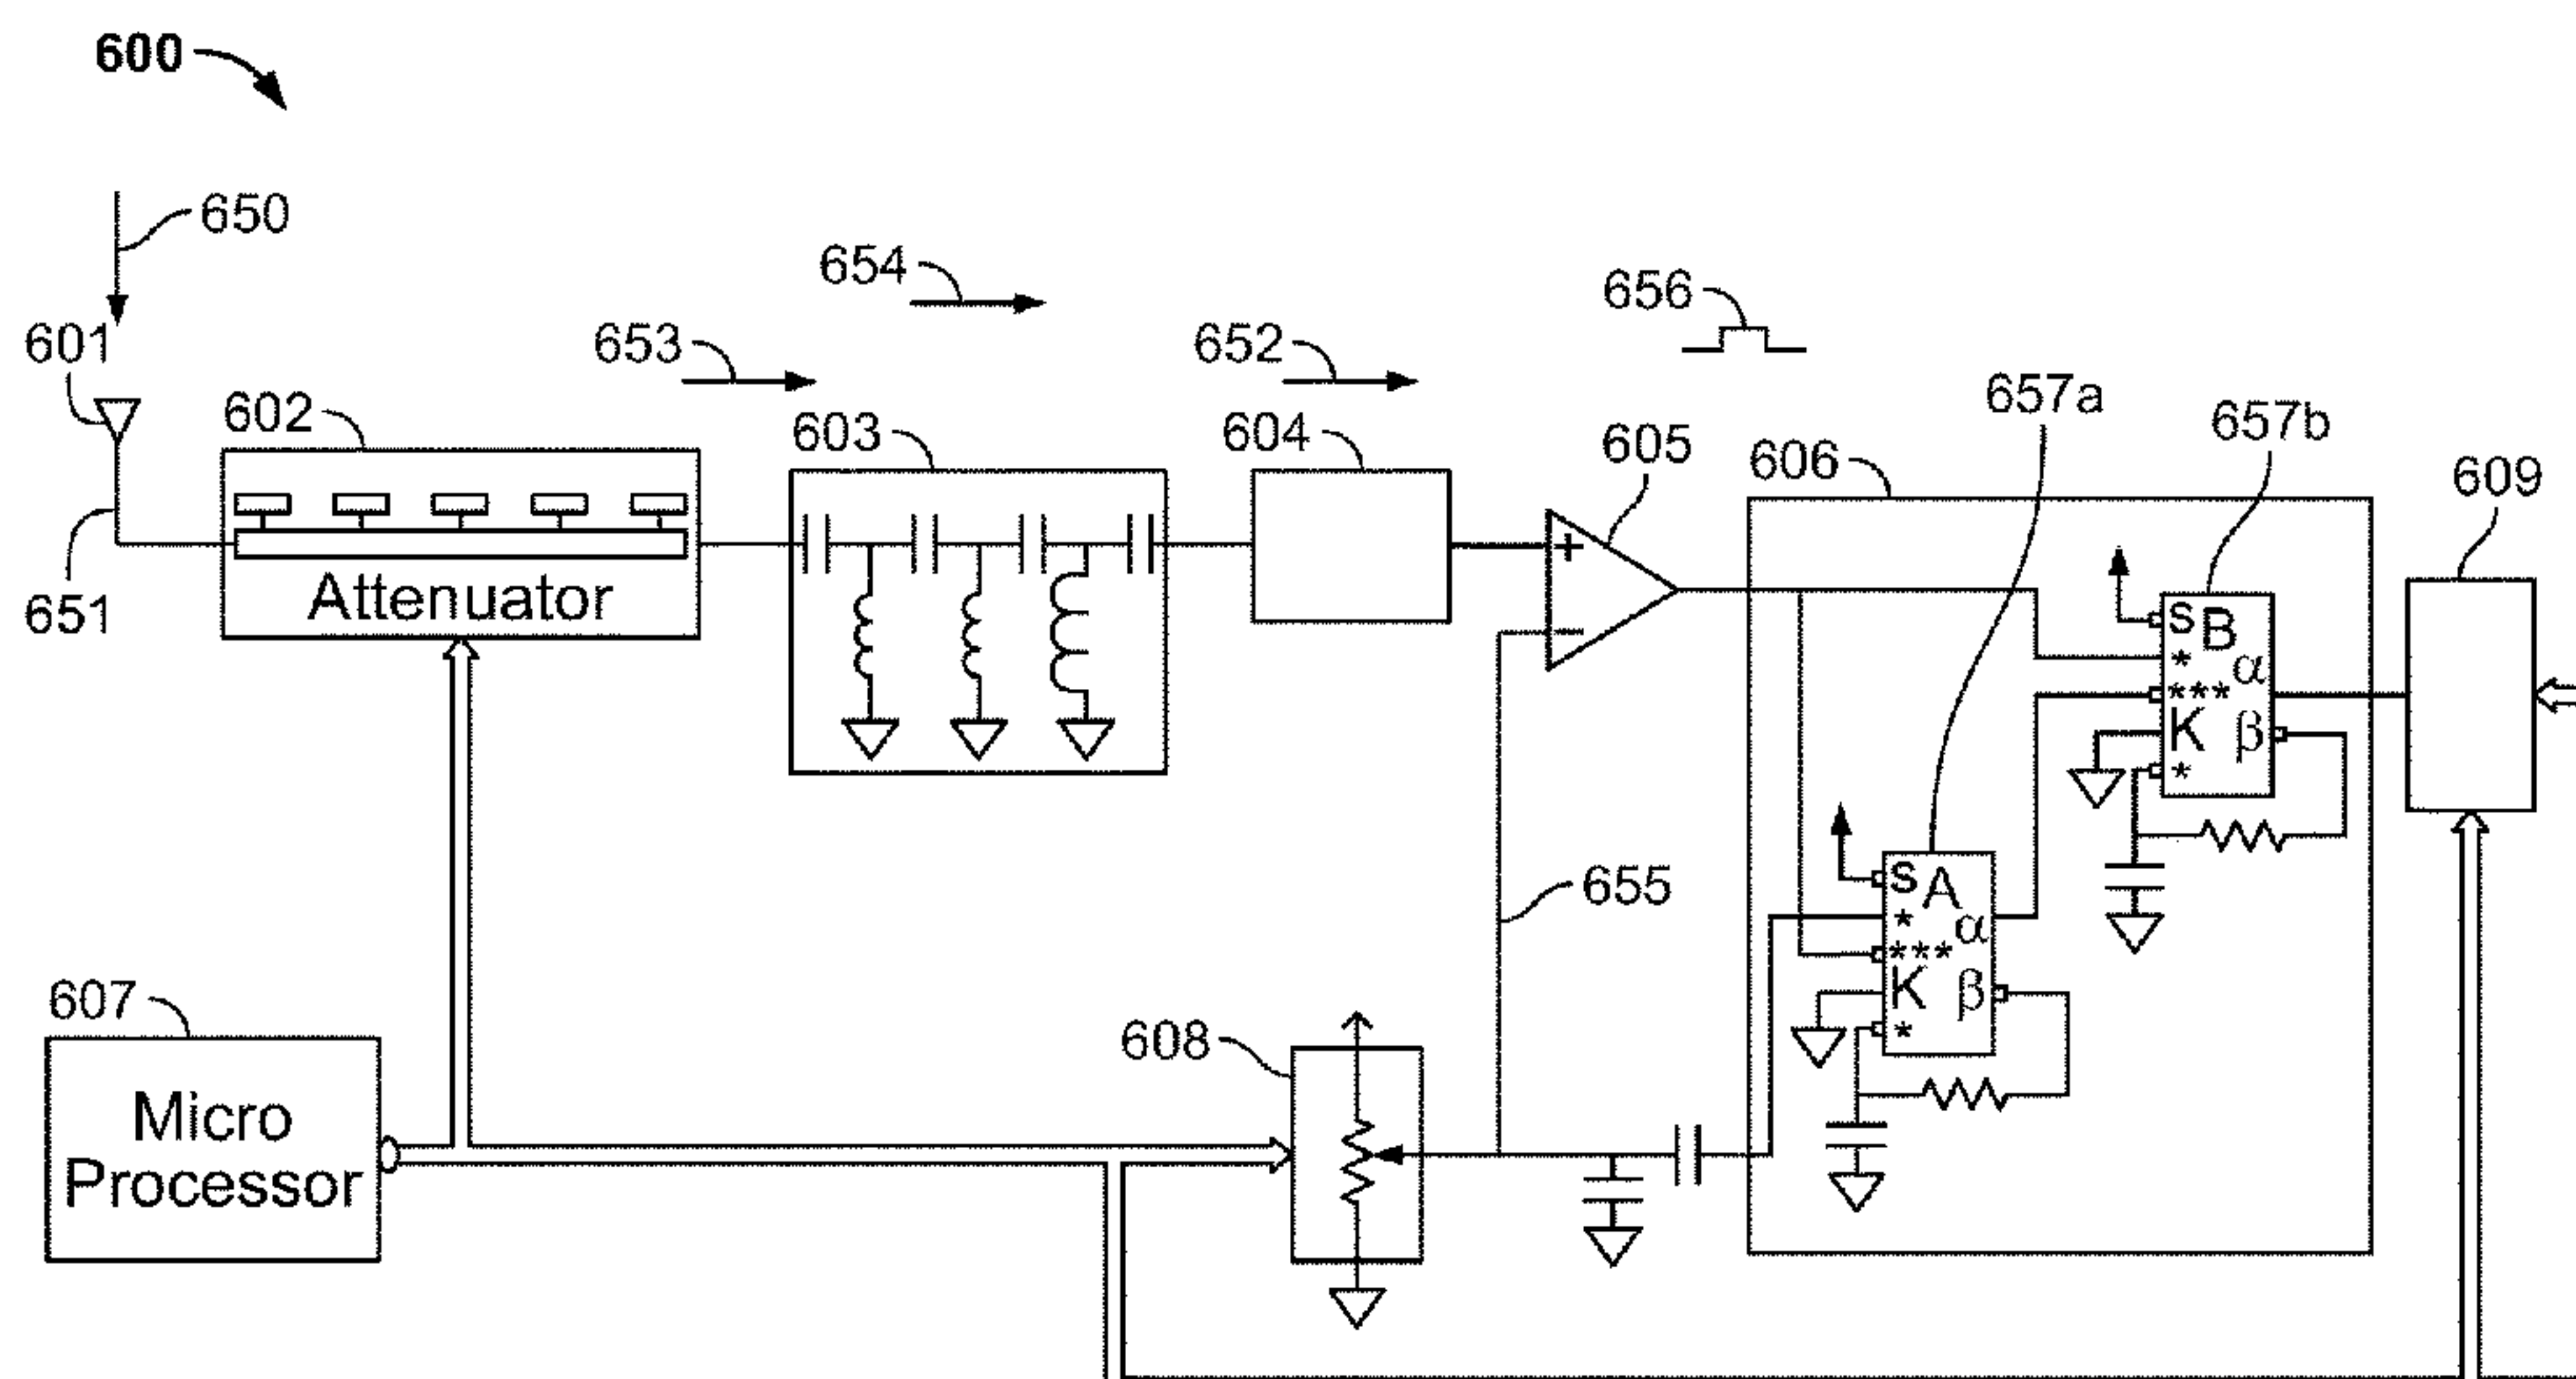 600
650
654
656
601
653
652
657a
602
603
604
605
606
657b
609
651
Attenuator
+
−
S B
*
α
***
K β
*
655
S A
*
α
***
K β
*
607
608
Micro
Processor